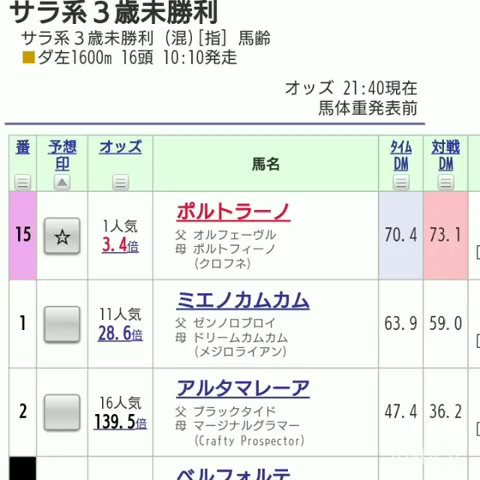 サラ系３歳未勝利
サラ系３歳未勝利 (混)[指] 馬齢
ダ左1600m 16頭 10:10発走
オッズ 21:40現在
馬体重発表前
番 予想印 オッズ 馬名 ﾀｲﾑDM 対戦DM
15 ☆ 1人気 3.4倍 ポルトラーノ 70.4 73.1
父 オルフェーヴル
母 ポルトフィーノ
(クロフネ)
1 11人気 28.6倍 ミエノカムカム 63.9 59.0
父 ゼンノロブロイ
母 ドリームカムカム
(メジロライアン)
2 16人気 139.5倍 アルタマレーア 47.4 36.2
父 ブラックタイド
母 マージナルグラマー
(Crafty Prospector)
ベルフォルテ